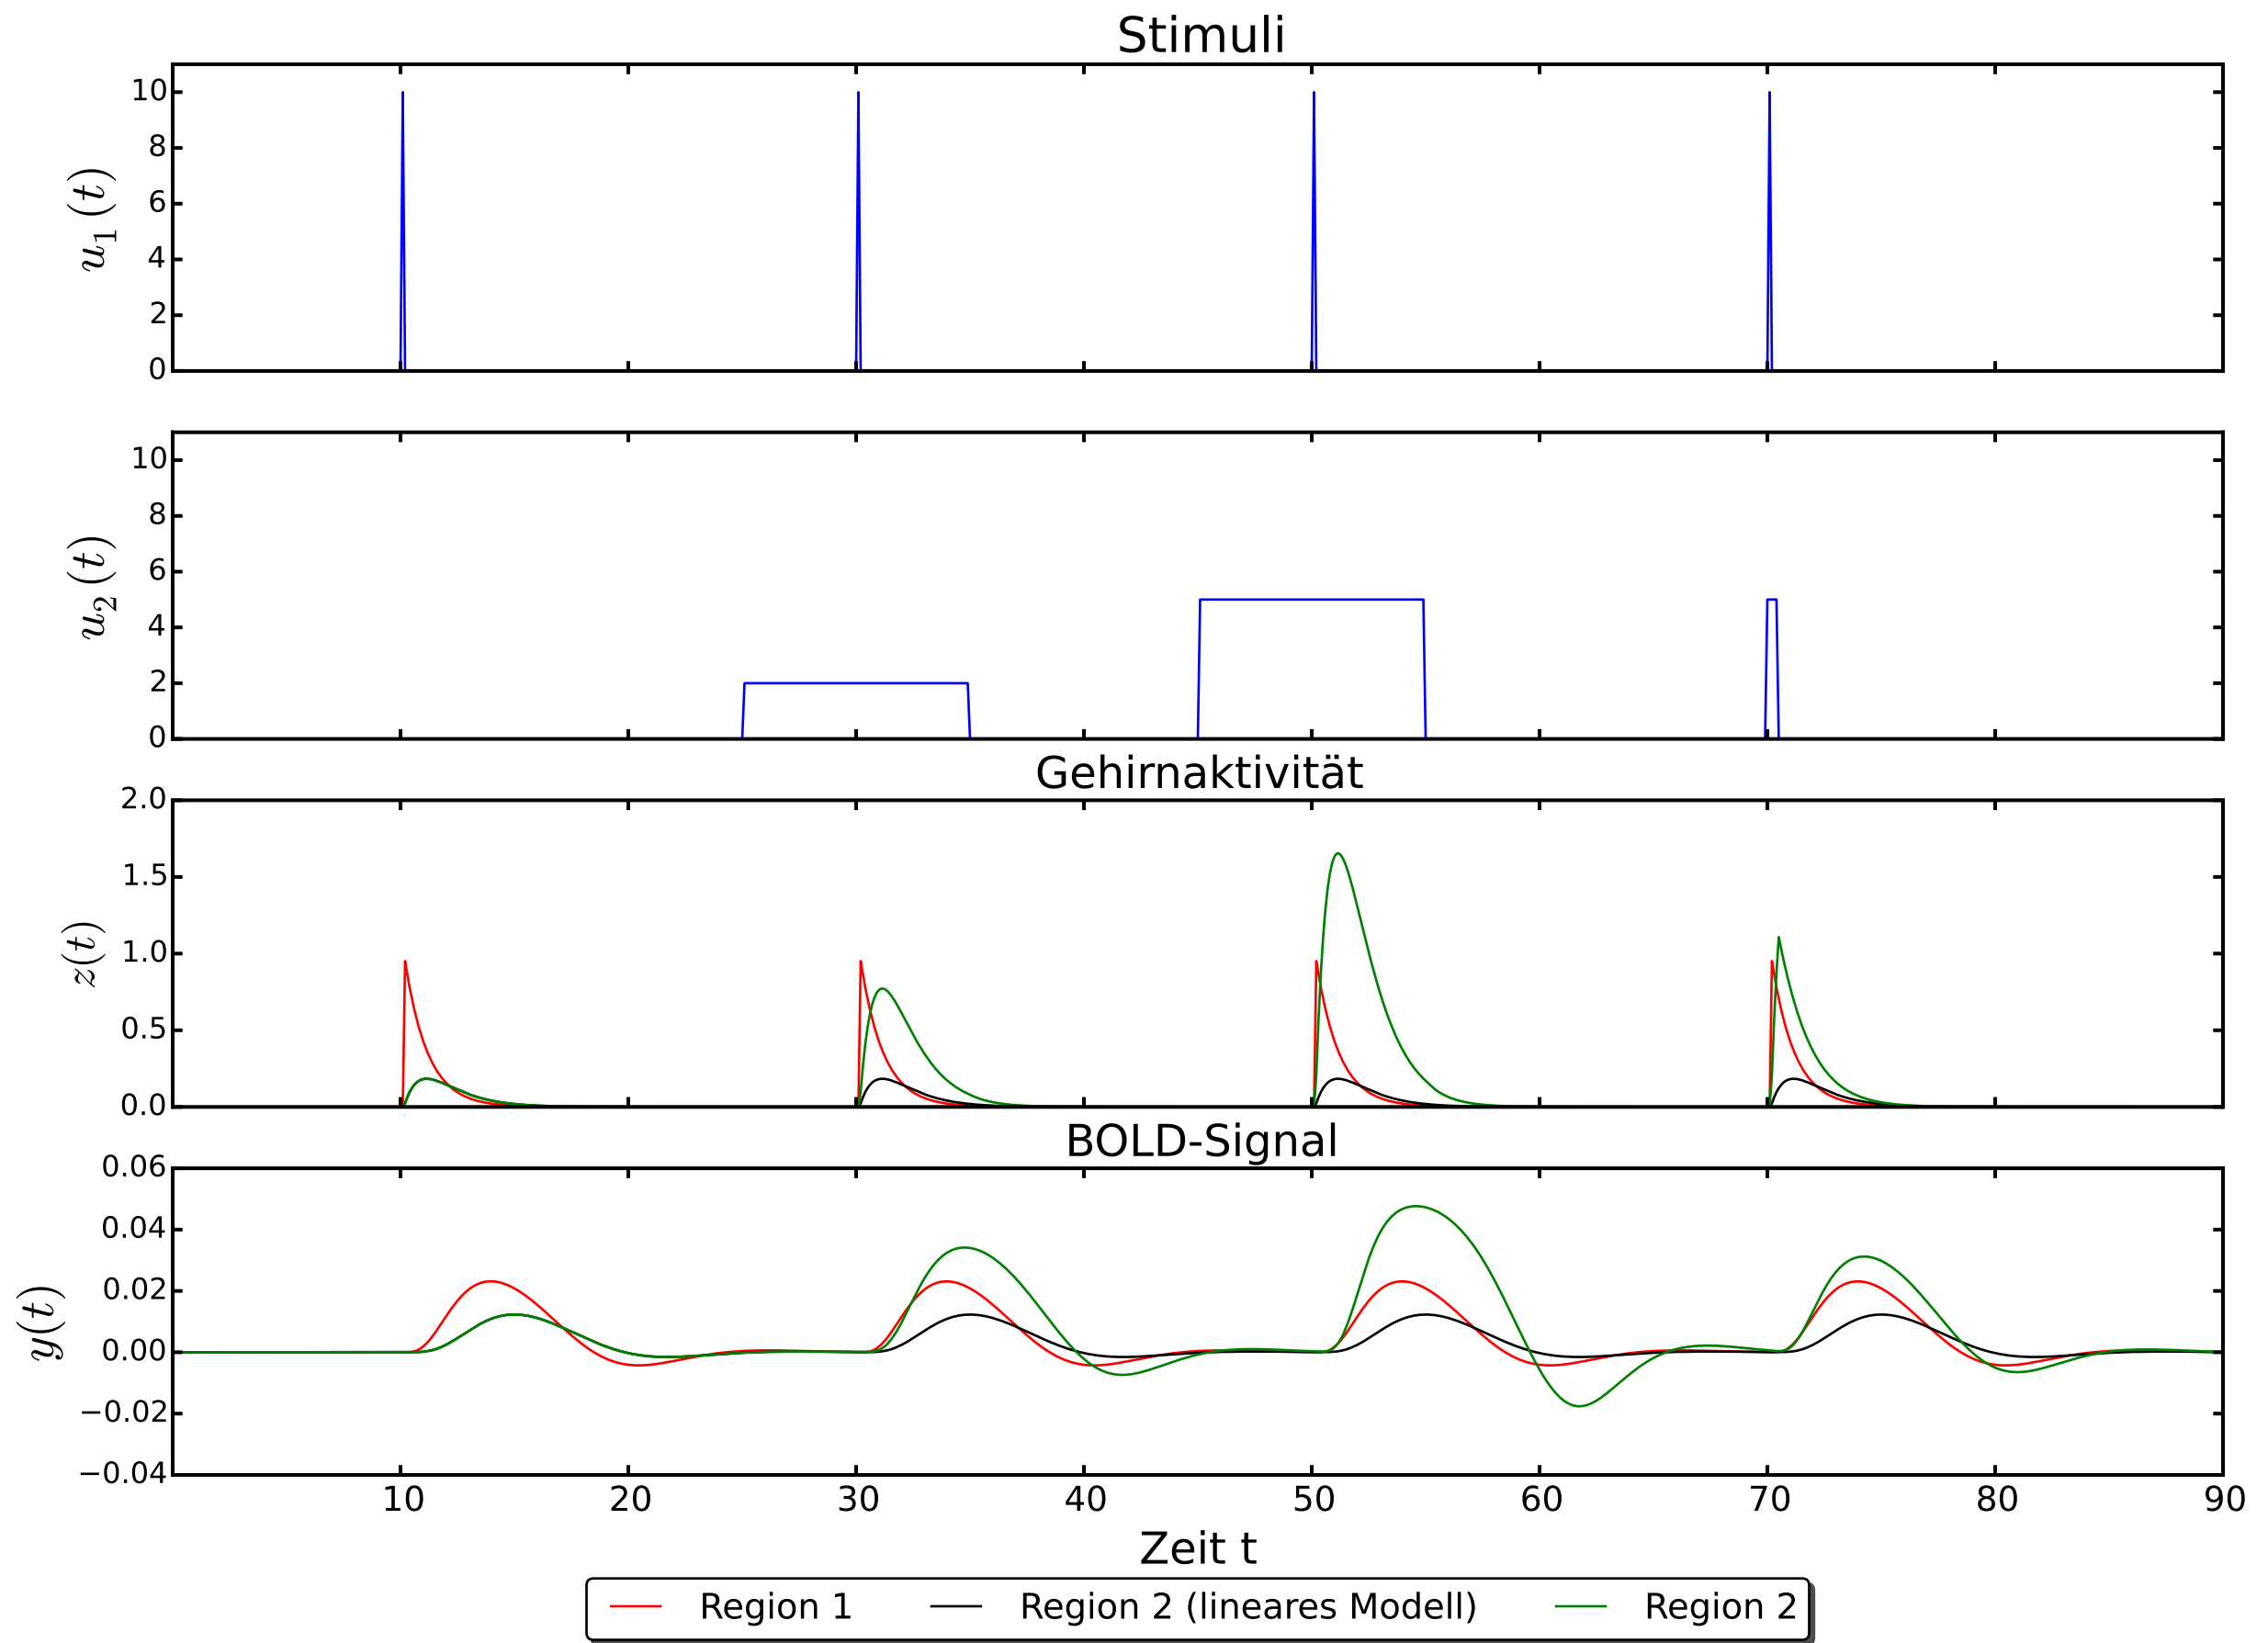 Stimuli
10
8
6
4
2
0
u1(t)
10
8
6
4
2
0
u2(t)
Gehirnaktivität
2.0
1.5
1.0
0.5
0.0
z(t)
BOLD-Signal
0.06
0.04
0.02
0.00
−0.02
−0.04
y(t)
10 20 30 40 50 60 70 80 90
Zeit t
Region 1 Region 2 (lineares Modell) Region 2